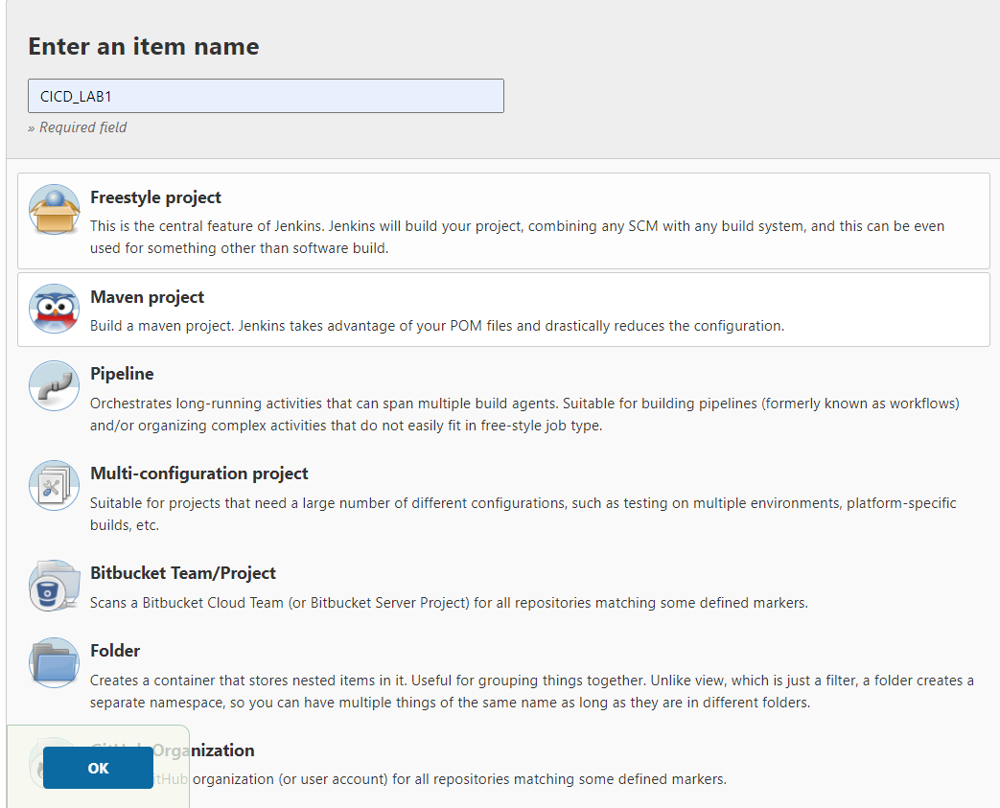 Enter an item name
CICD_LAB1
» Required field
Freestyle project
This is the central feature of Jenkins. Jenkins will build your project, combining any SCM with any build system, and this can be even
used for something other than software build.
Maven project
Build a maven project. Jenkins takes advantage of your POM files and drastically reduces the configuration.
Pipeline
Orchestrates long-running activities that can span multiple build agents. Suitable for building pipelines (formerly known as workflows)
and/or organizing complex activities that do not easily fit in free-style job type.
Multi-configuration project
Suitable for projects that need a large number of different configurations, such as testing on multiple environments, platform-specific
builds, etc.
Bitbucket Team/Project
Scans a Bitbucket Cloud Team (or Bitbucket Server Project) for all repositories matching some defined markers.
Folder
Creates a container that stores nested items in it. Useful for grouping things together. Unlike view, which is just a filter, a folder creates a
separate namespace, so you can have multiple things of the same name as long as they are in different folders.
GitHub Organization
OK
organization (or user account) for all repositories matching some defined markers.